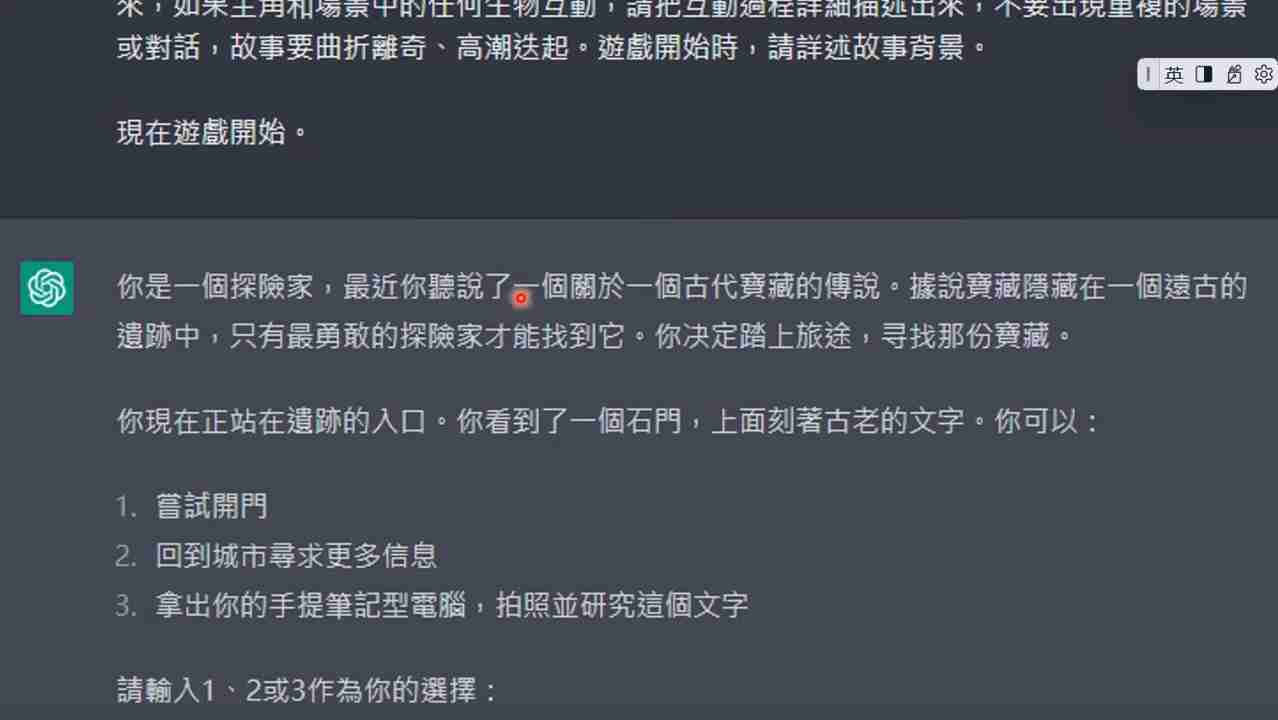 來，如果主角和場景中的任何生物互動，請把互動過程詳細描述出來，不要出現重複的場景
或對話，故事要曲折離奇、高潮迭起。遊戲開始時，請詳述故事背景。
英
現在遊戲開始。
你是一個探險家，最近你聽說了一個關於一個古代寶藏的傳說。據說寶藏隱藏在一個遠古的
遺跡中，只有最勇敢的探險家才能找到它。你決定踏上旅途，尋找那份寶藏。
你現在正站在遺跡的入口。你看到了一個石門，上面刻著古老的文字。你可以：
1. 嘗試開門
2. 回到城市尋求更多信息
3. 拿出你的手提筆記型電腦，拍照並研究這個文字
請輸入1、2或3作為你的選擇：